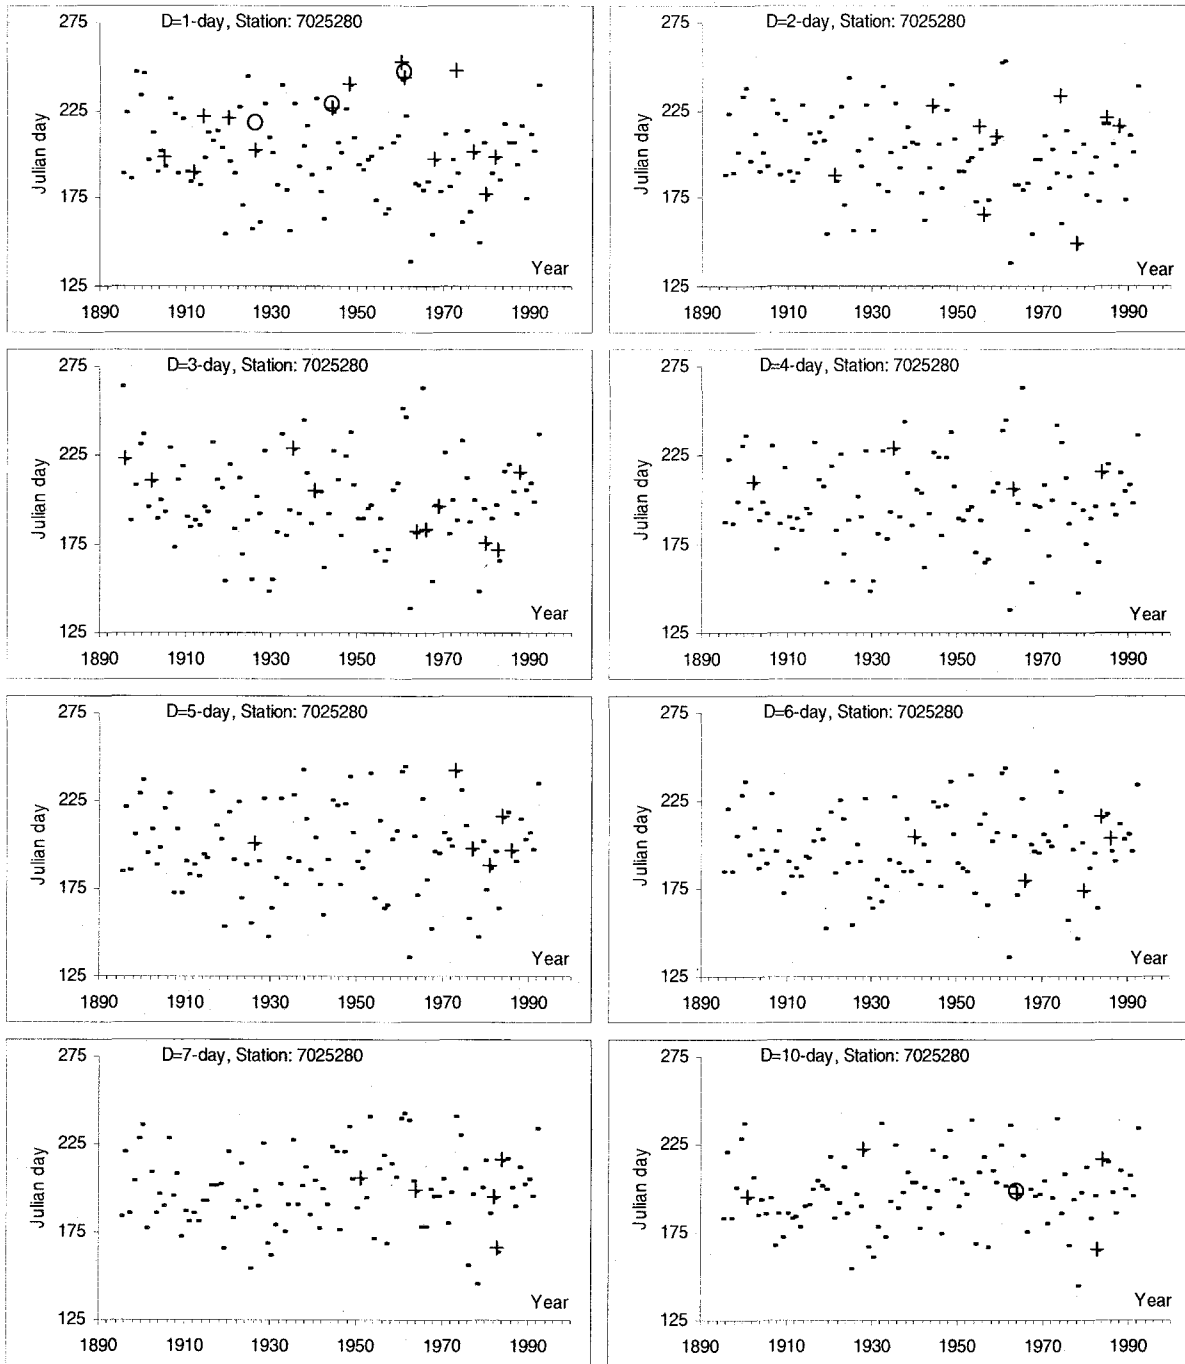 D=1-day, Station: 7025280
275
225
175
125
Julian day
Year
1890 1910 1930 1950 1970 1990
D=2-day, Station: 7025280
275
225
175
125
Julian day
Year
1890 1910 1930 1950 1970 1990
D=3-day, Station: 7025280
275
225
175
125
Julian day
Year
1890 1910 1930 1950 1970 1990
D=4-day, Station: 7025280
275
225
175
125
Julian day
Year
1890 1910 1930 1950 1970 1990
D=5-day, Station: 7025280
275
225
175
125
Julian day
Year
1890 1910 1930 1950 1970 1990
D=6-day, Station: 7025280
275
225
175
125
Julian day
Year
1890 1910 1930 1950 1970 1990
D=7-day, Station: 7025280
275
225
175
125
Julian day
Year
1890 1910 1930 1950 1970 1990
D=10-day, Station: 7025280
275
225
175
125
Julian day
Year
1890 1910 1930 1950 1970 1990